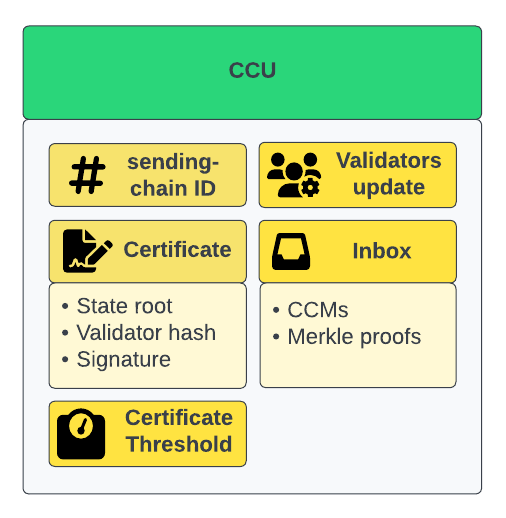 CCU
sending-
chain ID
Validators
update
Certificate
• State root
• Validator hash
• Signature
Inbox
• CCMs
• Merkle proofs
Certificate
Threshold